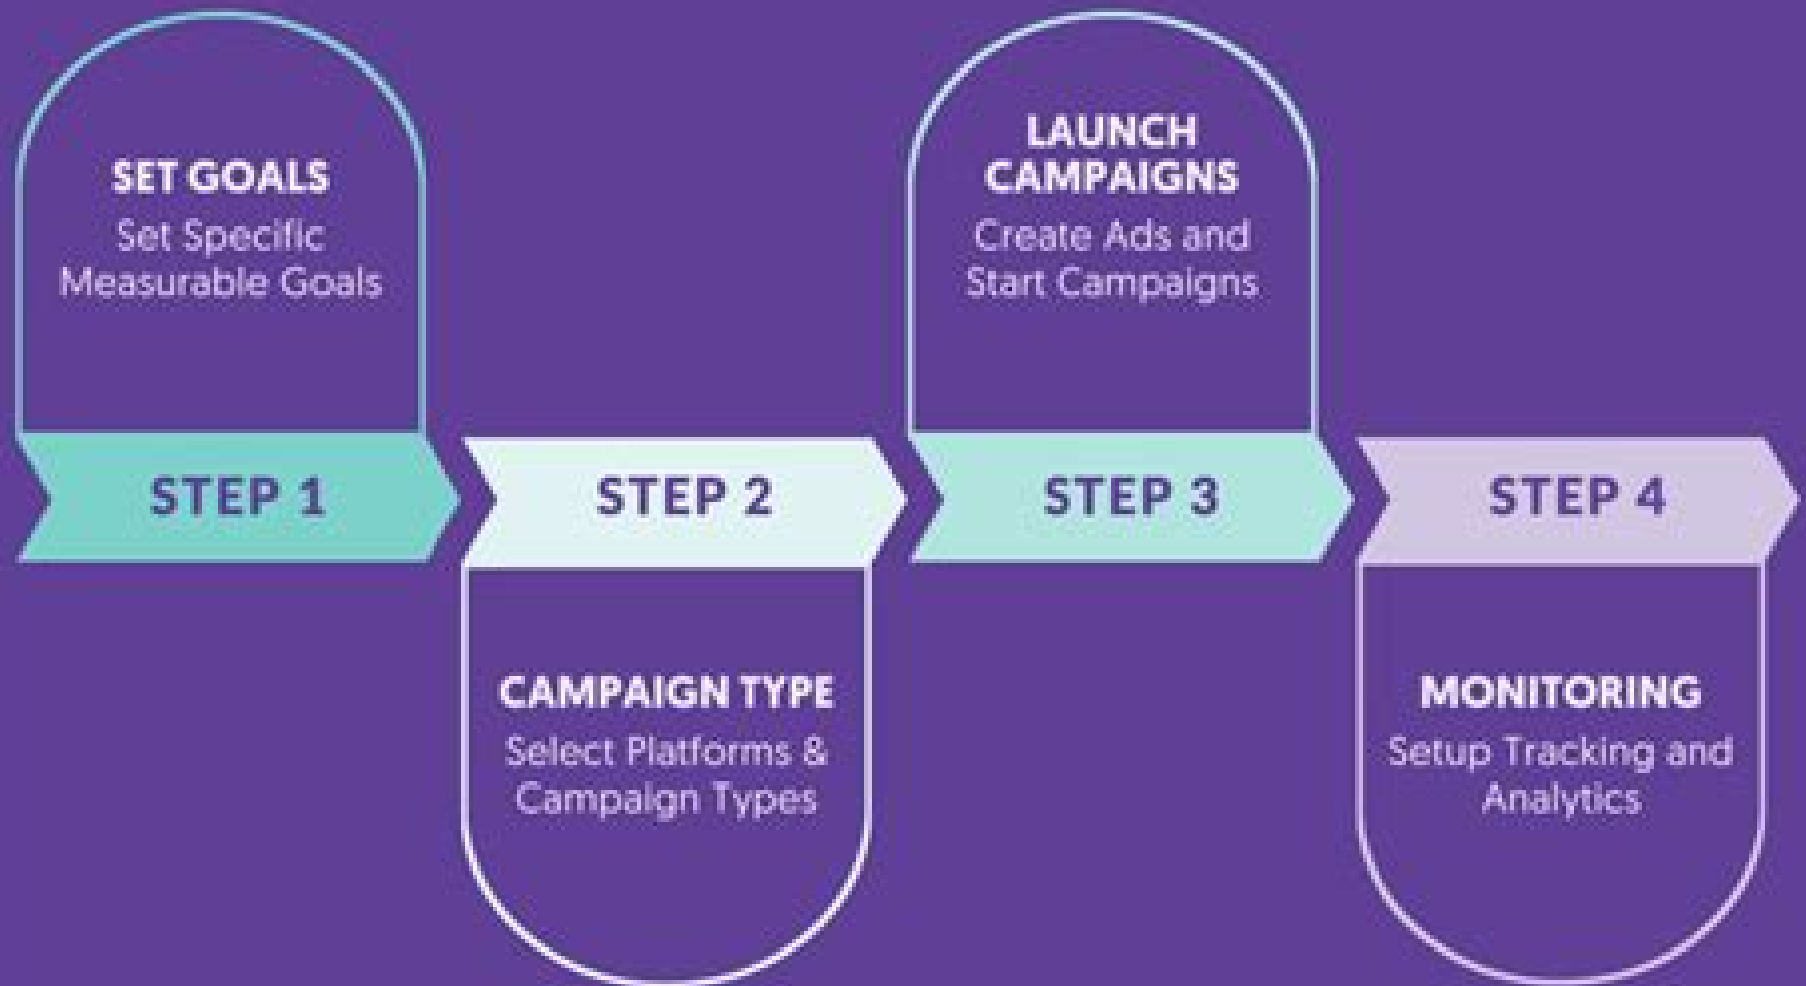 SET GOALS
Set Specific
Measurable Goals
STEP 1
STEP 2
CAMPAIGN TYPE
Select Platforms &
Campaign Types
LAUNCH
CAMPAIGNS
Create Ads and
Start Campaigns
STEP 3
STEP 4
MONITORING
Setup Tracking and
Analytics